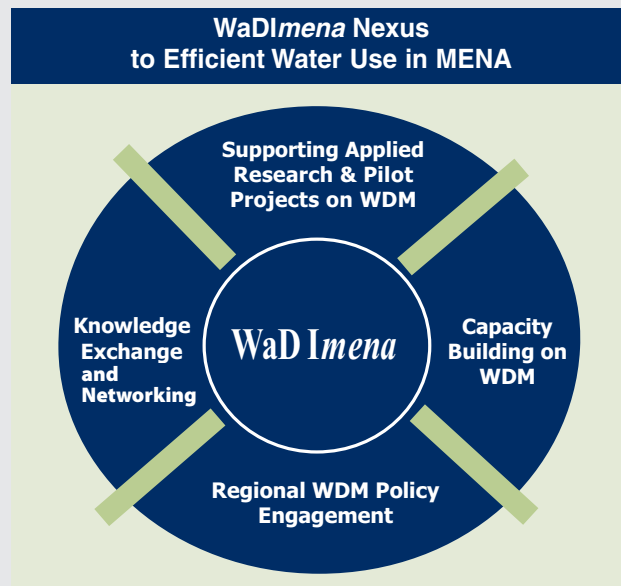 WaDImena Nexus
to Efficient Water Use in MENA
Supporting Applied
Research & Pilot
Projects on WDM
Knowledge
Exchange
and
Networking
WaD Imena
Capacity
Building on
WDM
Regional WDM Policy
Engagement